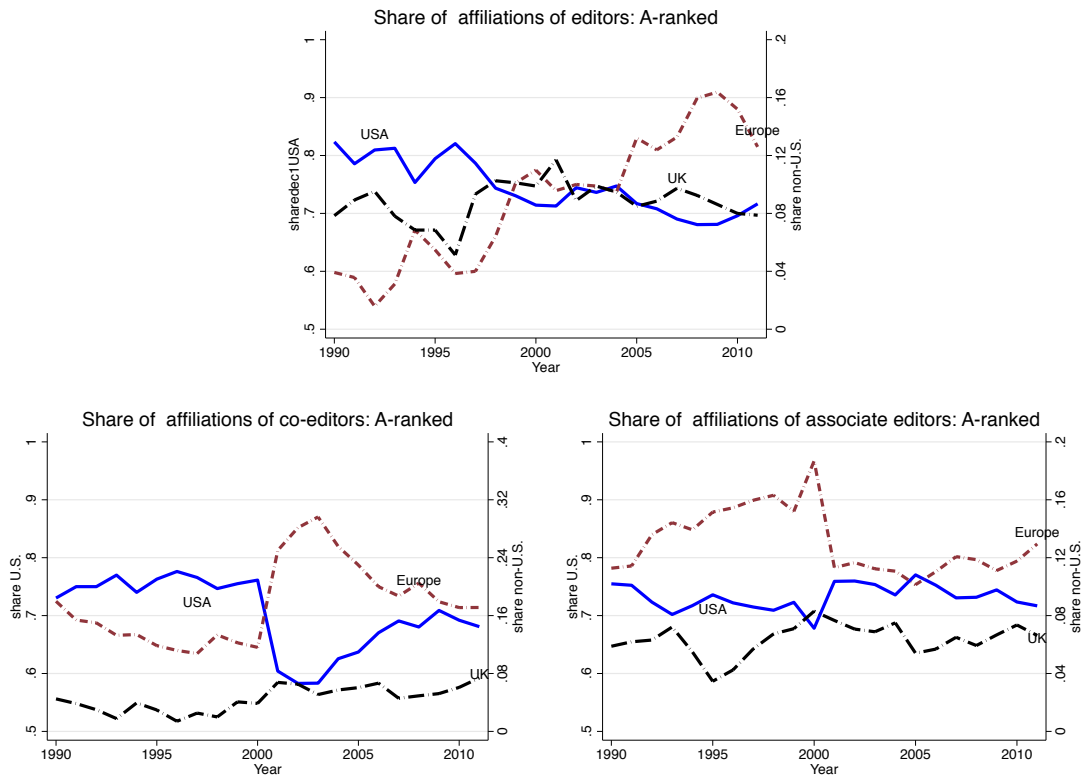 Share of  affiliations of editors: A-ranked
1
.9
.8
.7
.6
.5
sharedec1USA
.2
.16
.12
.08
.04
0
share non-U.S.
USA
Europe
UK
1990
1995
2000
2005
2010
Year
Share of  affiliations of co-editors: A-ranked
1
.9
.8
.7
.6
.5
share U.S.
.4
.32
.24
.16
.08
0
share non-U.S.
Europe
USA
UK
1990
1995
2000
2005
2010
Year
Share of  affiliations of associate editors: A-ranked
1
.9
.8
.7
.6
.5
share U.S.
.2
.16
.12
.08
.04
0
share non-U.S.
Europe
USA
UK
1990
1995
2000
2005
2010
Year